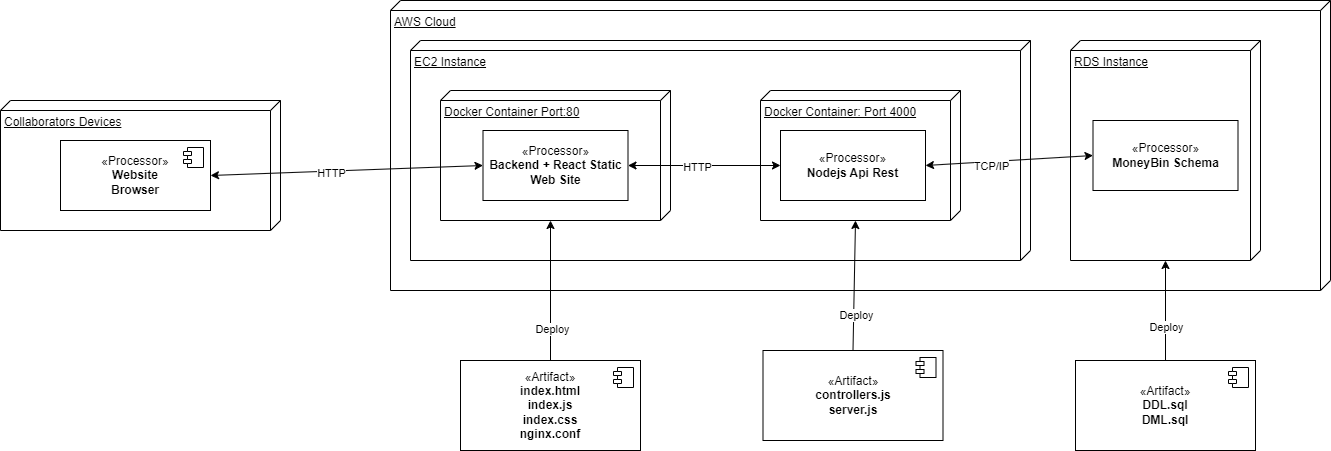 AWS Cloud
EC2 Instance
RDS Instance
Docker Container Port:80
Docker Container: Port 4000
Collaborators Devices
«Processor»
Website
Browser
HTTP
«Processor»
Backend + React Static
Web Site
HTTP
«Processor»
Nodejs Api Rest
TCP/IP
«Processor»
MoneyBin Schema
Deploy
Deploy
Deploy
«Artifact»
index.html
index.js
index.css
nginx.conf
«Artifact»
controllers.js
server.js
«Artifact»
DDL.sql
DML.sql